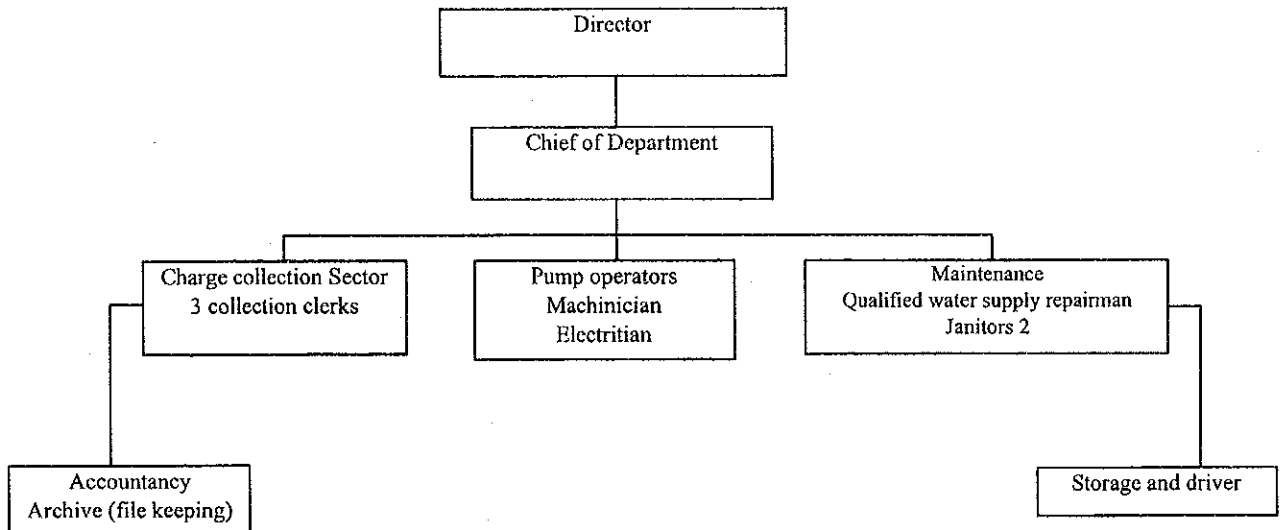 Director
Chief of Department
Charge collection Sector
3 collection clerks
Pump operators
Machinician
Electritian
Maintenance
Qualified water supply repairman
Janitors 2
Accountancy
Archive (file keeping)
Storage and driver